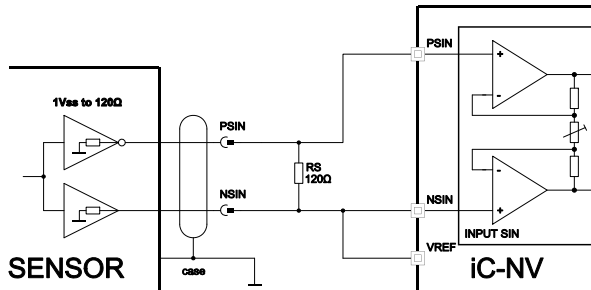 PSIN
+
-
1Vss to 120Ω
PSIN
RS
120Ω
NSIN
NSIN
-
+
INPUT SIN
VREF
SENSOR
case
iC-NV